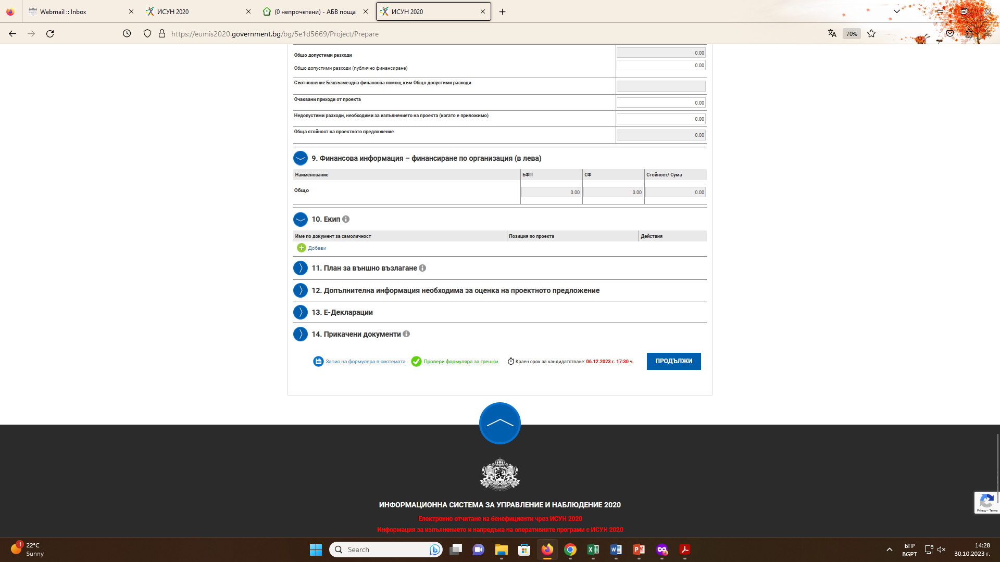 Webmail :: Inbox
ИСУН 2020
(0 непрочетени) - АБВ поща
ИСУН 2020
https://eumis2020.government.bg/bg/5e1d5669/Project/Prepare
70%
Общо допустими разходи
0.00
Общо допустими разходи (публично финансиране)
0.00
Съотношение Безвъзмездна финансова помощ към Общо допустими разходи
Очаквани приходи от проекта
0.00
Недопустими разходи, необходими за изпълнението на проекта (когато е приложимо)
0.00
Обща стойност на проектното предложение
0.00
9. Финансова информация – финансиране по организация (в лева)
Наименование БФП СФ Стойност/ Сума
Общо 0.00 0.00 0.00
10. Екип
Име по документ за самоличност Позиция по проекта Действия
Добави
11. План за външно възлагане
12. Допълнителна информация необходима за оценка на проектното предложение
13. Е-Декларации
14. Прикачени документи
Запис на формуляра в системата Провери формуляра за грешки Краен срок за кандидатстване: 06.12.2023 г. 17:30 ч. ПРОДЪЛЖИ
ИНФОРМАЦИОННА СИСТЕМА ЗА УПРАВЛЕНИЕ И НАБЛЮДЕНИЕ 2020
Електронно отчитане на бенефициенти чрез ИСУН 2020
Информация за изпълнението и напредъка на оперативните програми с ИСУН 2020
Privacy - Terms
1
22°C
Sunny
Search
БГР
BGPT
14:28
30.10.2023 г.